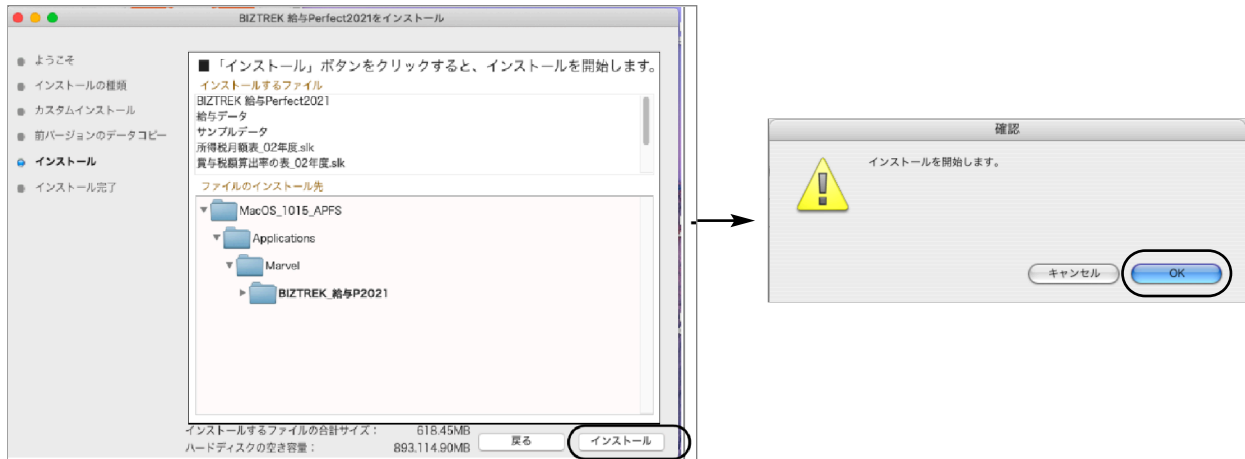 BIZTREK 給与Perfect2021をインストール
ようこそ
インストールの種類
カスタムインストール
前バージョンのデータコピー
インストール
インストール完了
■「インストール」ボタンをクリックすると、インストールを開始します。
インストールするファイル
BIZTREK 給与Perfect2021
給与データ
サンプルデータ
所得税月額表_02年度.slk
賞与税額算出率の表_02年度.slk
ファイルのインストール先
MacOS_1015_APFS
Applications
Marvel
BIZTREK_給与P2021
インストールするファイルの合計サイズ： 618.45MB
ハードディスクの空き容量： 893,114.90MB
戻る
インストール
確認
インストールを開始します。
キャンセル
OK